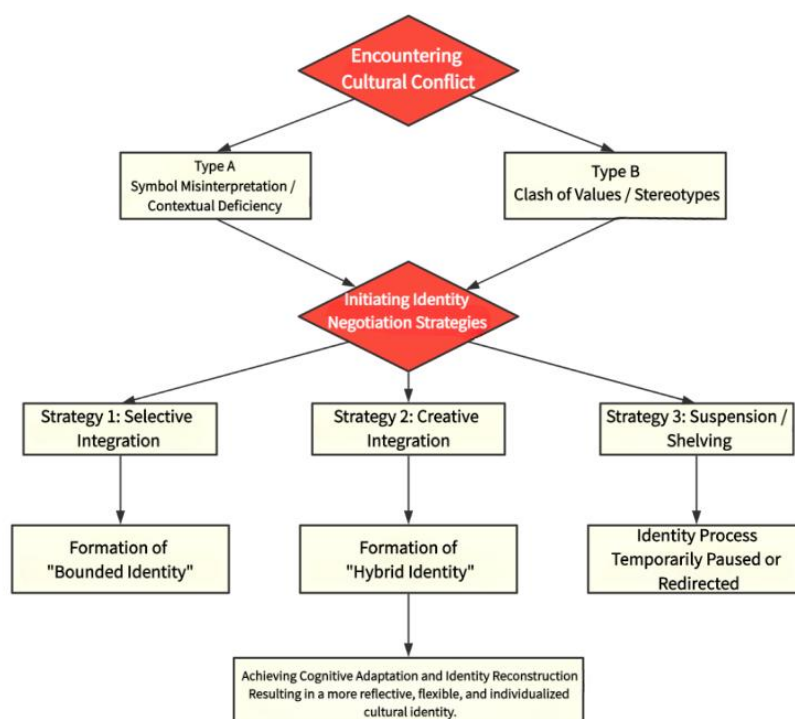 Encountering
Cultural Conflict
Type A
Symbol Misinterpretation /
Contextual Deficiency
Type B
Clash of Values / Stereotypes
Initiating Identity
Negotiation Strategies
Strategy 1: Selective
Integration
Strategy 2: Creative
Integration
Strategy 3: Suspension /
Shelving
Formation of
"Bounded Identity"
Formation of
"Hybrid Identity"
Identity Process
Temporarily Paused or
Redirected
Achieving Cognitive Adaptation and Identity Reconstruction
Resulting in a more reflective, flexible, and individualized
cultural identity.